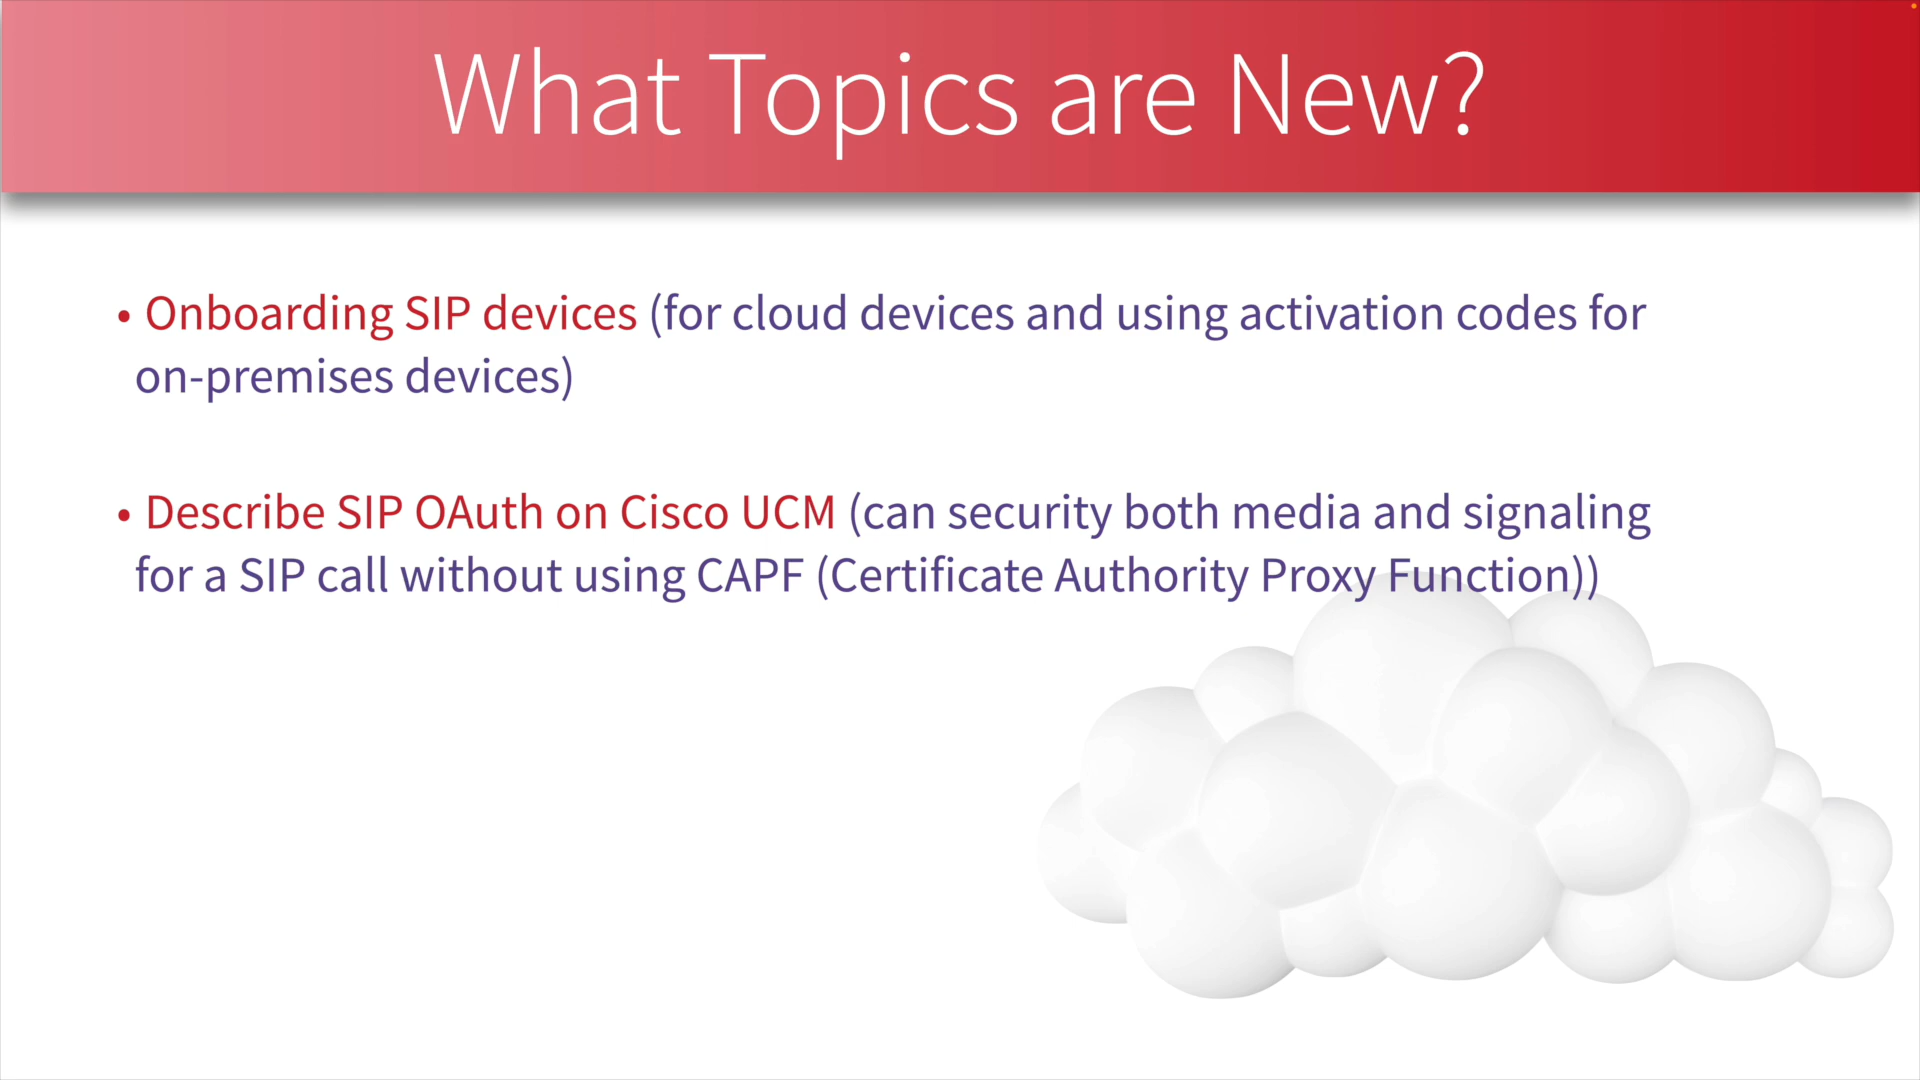 What Topics are New?
• Onboarding SIP devices (for cloud devices and using activation codes for
on-premises devices)
• Describe SIP OAuth on Cisco UCM (can security both media and signaling
for a SIP call without using CAPF (Certificate Authority Proxy Function))